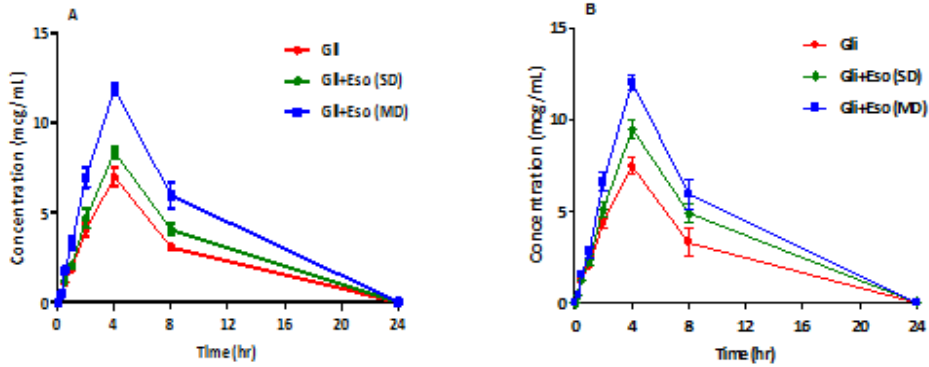 A
Concentration (mcg/mL)
15
10
5
0
0 4 8 12 16 20 24
Time (hr)
Gli
Gli+Eso (SD)
Gli+Eso (MD)
B
Concentration (mcg/mL)
15
10
5
0
0 4 8 12 16 20 24
Time (hr)
Gli
Gli+Eso (SD)
Gli+Eso (MD)